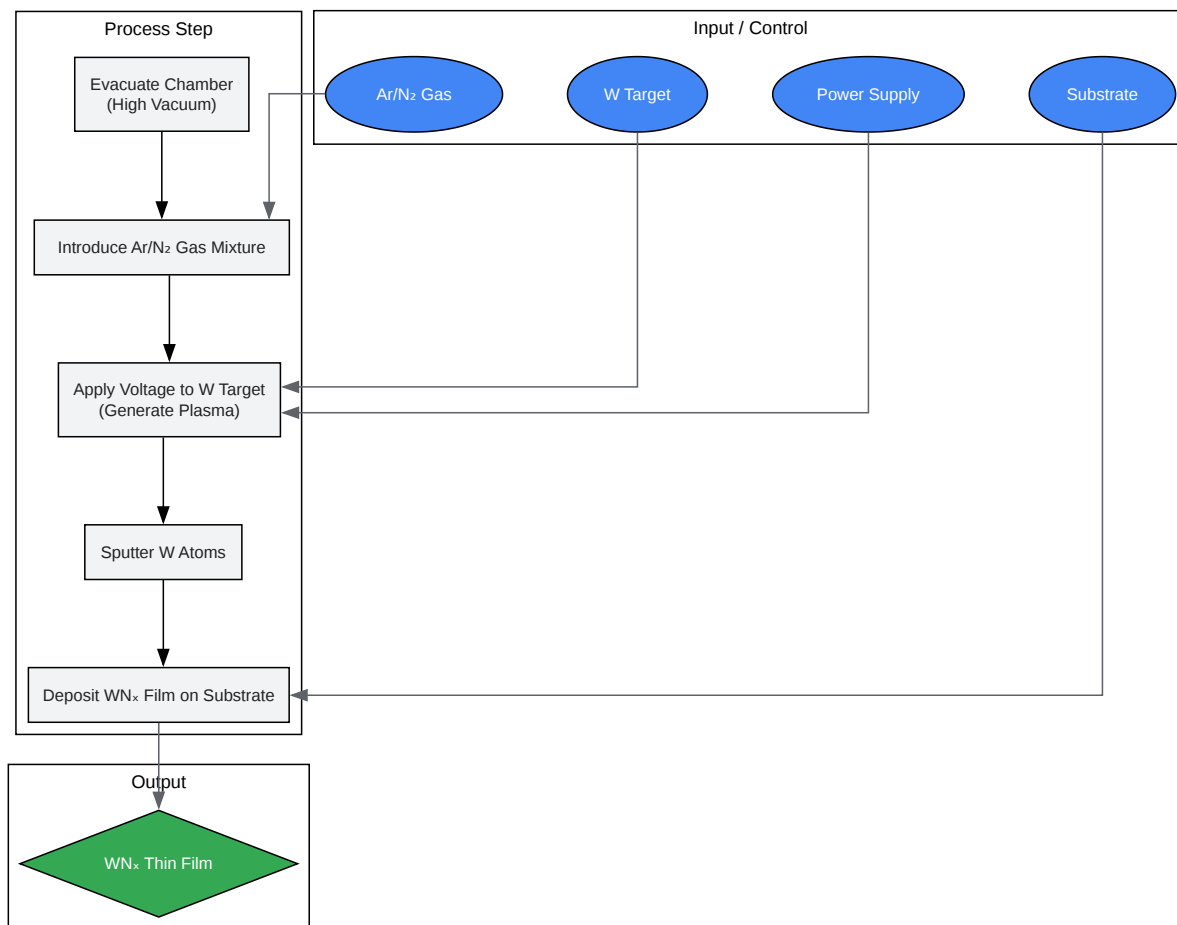 Process Step
Input / Control
Evacuate Chamber
(High Vacuum)
Ar/N₂ Gas
W Target
Power Supply
Substrate
Introduce Ar/N₂ Gas Mixture
Apply Voltage to W Target
(Generate Plasma)
Sputter W Atoms
Deposit WNₓ Film on Substrate
Output
WNₓ Thin Film